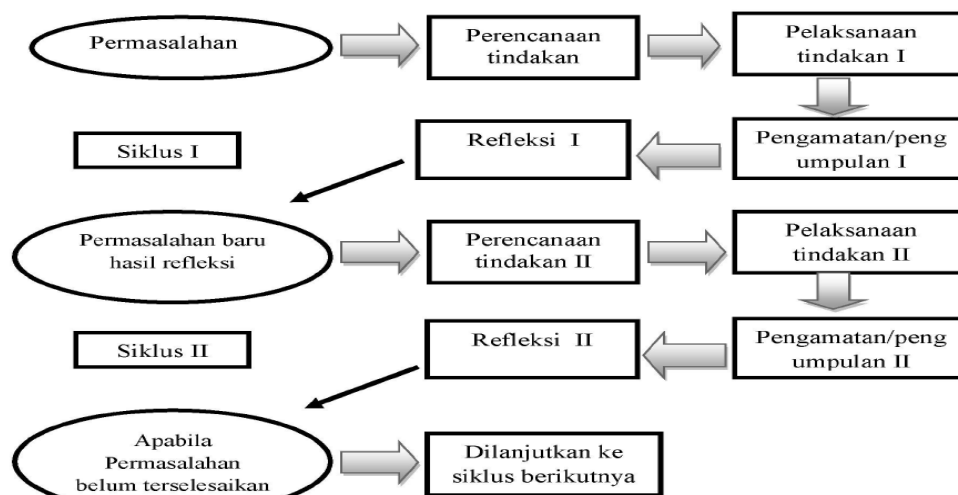 Permasalahan
Perencanaan
tindakan
Pelaksanaan
tindakan I
Siklus I
Refleksi I
Pengamatan/peng
umpulan I
Permasalahan baru
hasil refleksi
Perencanaan
tindakan II
Pelaksanaan
tindakan II
Siklus II
Refleksi II
Pengamatan/peng
umpulan II
Apabila
Permasalahan
belum terselesaikan
Dilanjutkan ke
siklus berikutnya